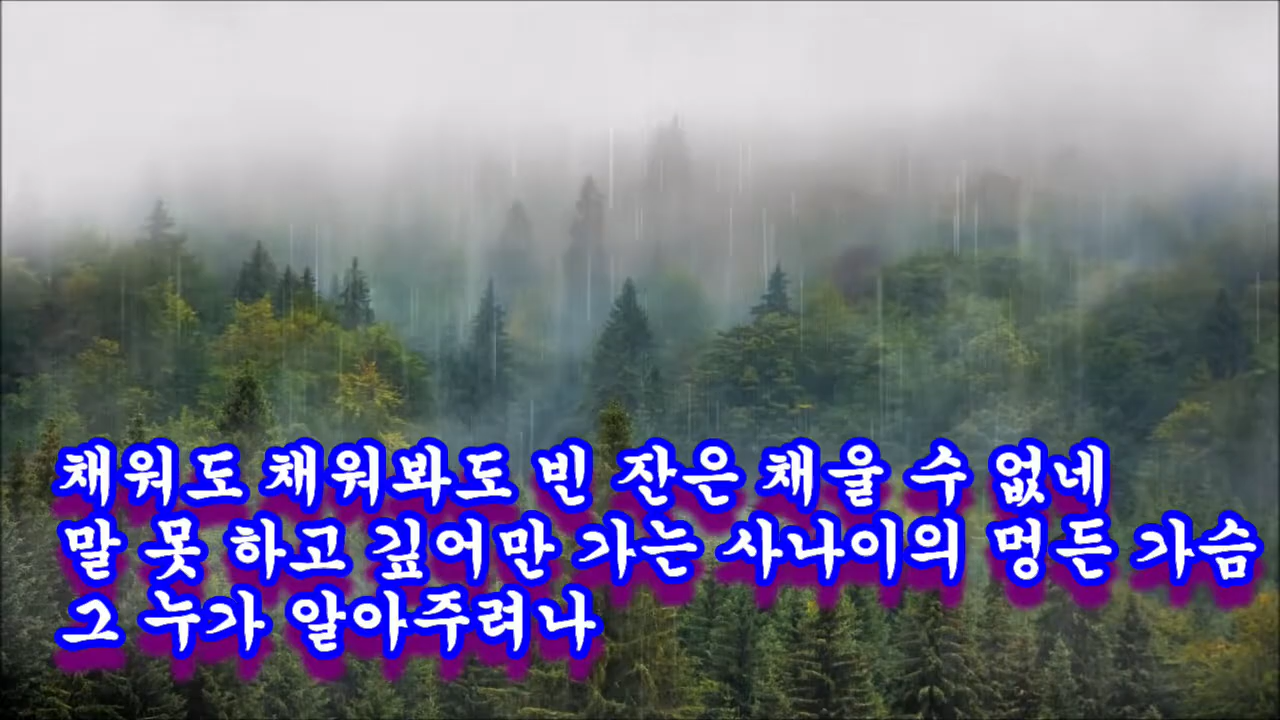 채워도 채워봐도 빈 잔은 채울 수 없네
말 못 하고 깊어만 가는 사나이의 멍든 가슴
그 누가 알아주려나